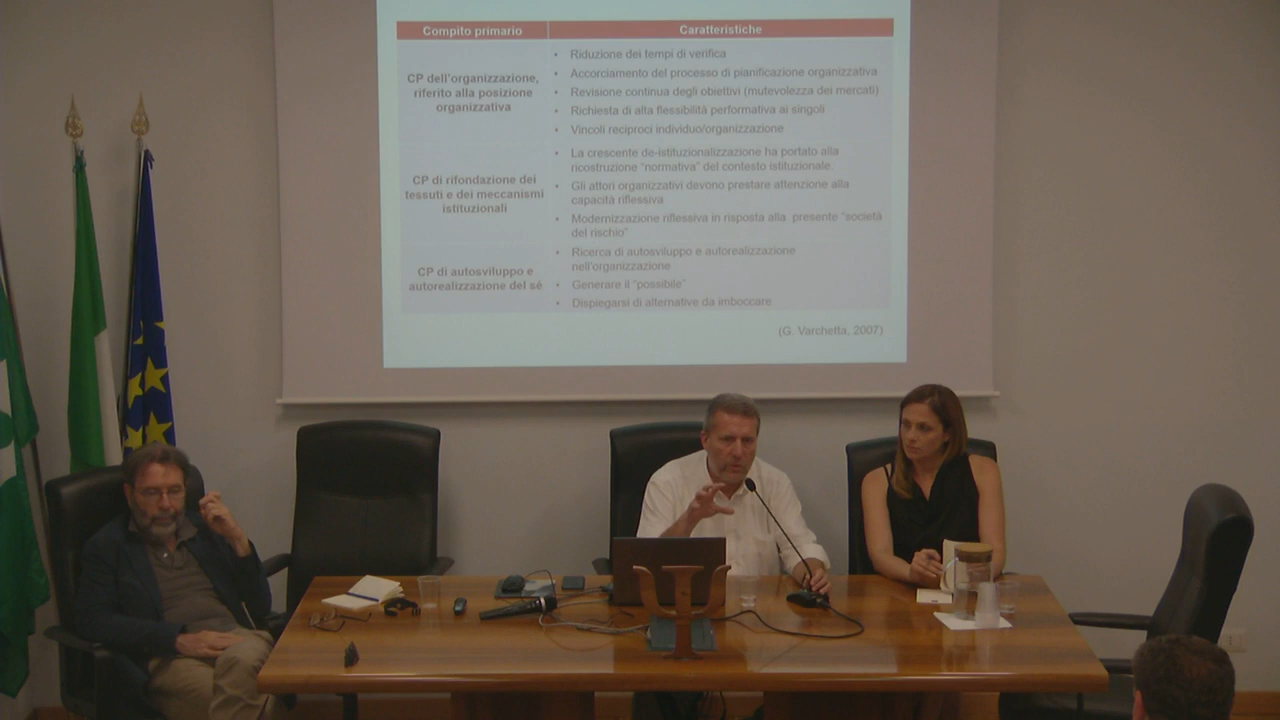 Compito primario
Caratteristiche
CP dell'organizzazione,
riferito alla posizione
organizzativa
• Riduzione dei tempi di verifica
• Accorciamento del processo di pianificazione organizzativa
• Revisione continua degli obiettivi (mutevolezza dei mercati)
• Richiesta di alta flessibilità performativa ai singoli
• Vincoli reciproci individuo/organizzazione
CP di rifondazione dei
tessuti e dei meccanismi
istituzionali
• La crescente de-istituzionalizzazione ha portato alla
ricostruzione "normativa" del contesto istituzionale.
• Gli attori organizzativi devono prestare attenzione alla
capacità riflessiva
• Modernizzazione riflessiva in risposta alla presente "società
del rischio"
CP di autosviluppo e
autorealizzazione del sé
• Ricerca di autosviluppo e autorealizzazione
nell'organizzazione
• Generare il "possibile"
• Dispiegarsi di alternative da imboccare
(G. Varchetta, 2007)